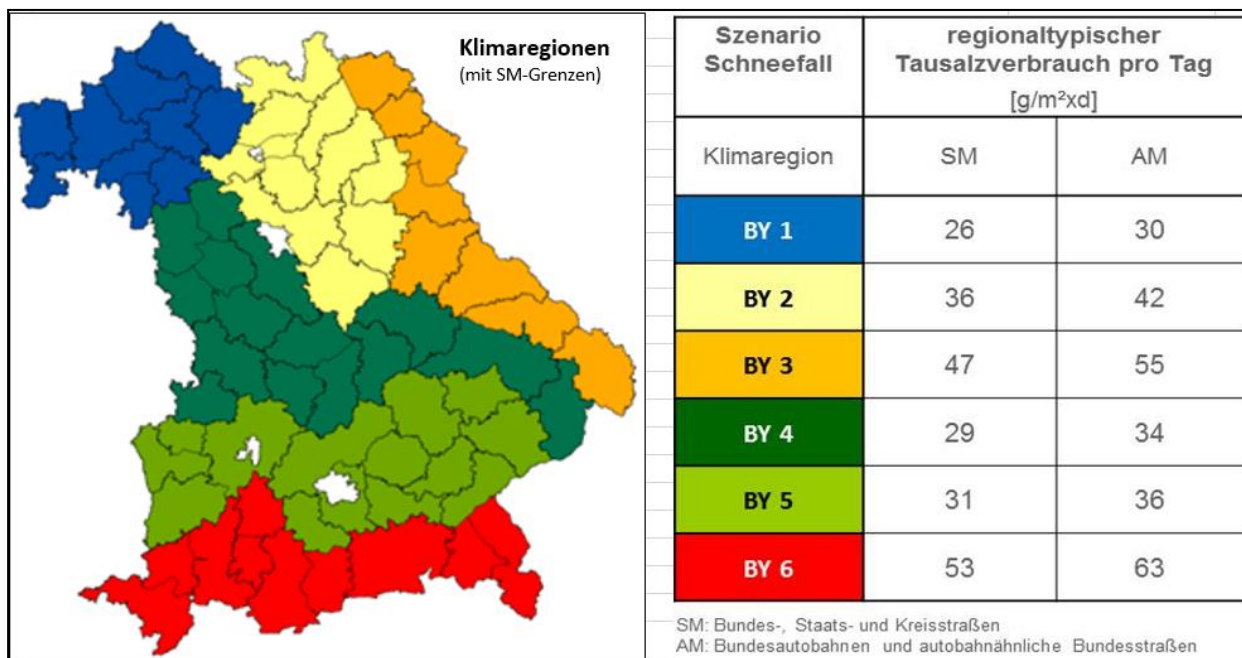 Klimaregionen
(mit SM-Grenzen)
Szenario Schneefall
regionaltypischer
Tausalzverbrauch pro Tag
[g/m²xd]
Klimaregion SM AM
BY 1 26 30
BY 2 36 42
BY 3 47 55
BY 4 29 34
BY 5 31 36
BY 6 53 63
SM: Bundes-, Staats- und Kreisstraßen
AM: Bundesautobahnen und autobahnähnliche Bundesstraßen